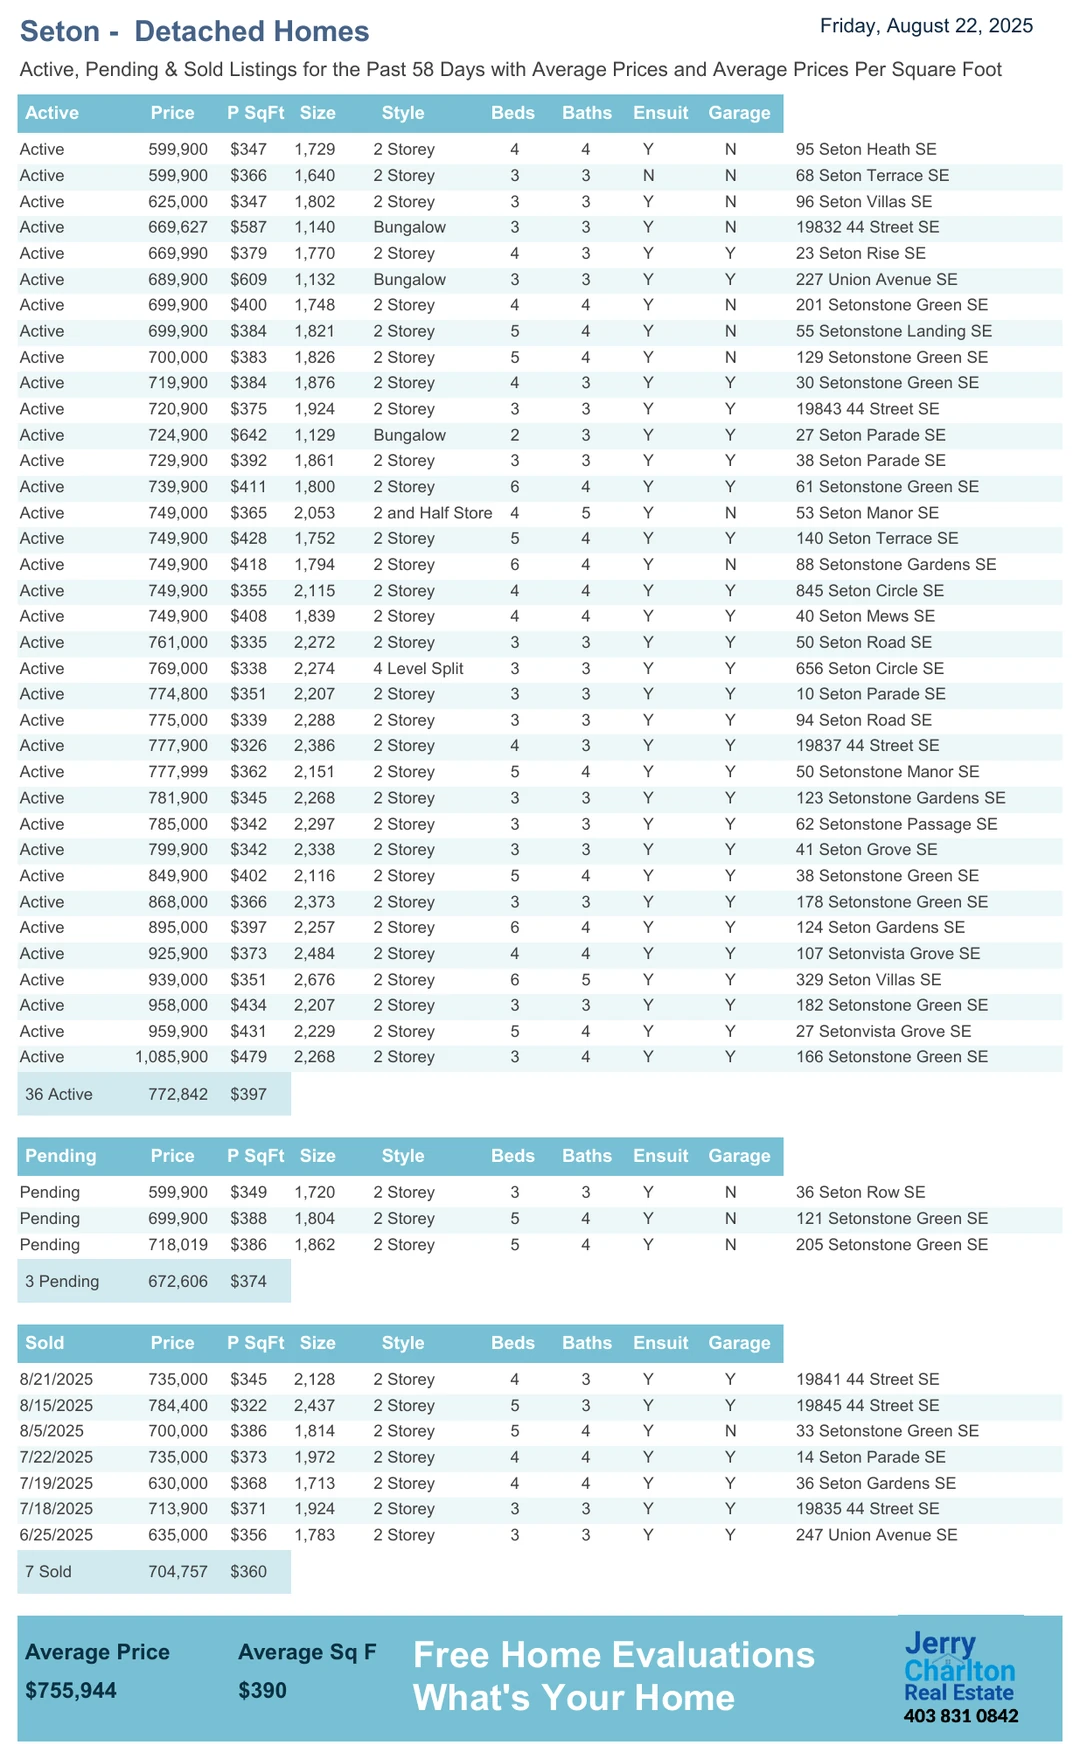 Seton - Detached Homes
Friday, August 22, 2025
Active, Pending & Sold Listings for the Past 58 Days with Average Prices and Average Prices Per Square Foot
Active Price P SqFt Size Style Beds Baths Ensuit Garage
Active 599,900 $347 1,729 2 Storey 4 4 Y N 95 Seton Heath SE
Active 599,900 $366 1,640 2 Storey 3 3 N N 68 Seton Terrace SE
Active 625,000 $347 1,802 2 Storey 3 3 Y N 96 Seton Villas SE
Active 669,627 $587 1,140 Bungalow 3 3 Y N 19832 44 Street SE
Active 669,990 $379 1,770 2 Storey 4 3 Y Y 23 Seton Rise SE
Active 689,900 $609 1,132 Bungalow 3 3 Y Y 227 Union Avenue SE
Active 699,900 $400 1,748 2 Storey 4 4 Y N 201 Setonstone Green SE
Active 699,900 $384 1,821 2 Storey 5 4 Y N 55 Setonstone Landing SE
Active 700,000 $383 1,826 2 Storey 5 4 Y N 129 Setonstone Green SE
Active 719,900 $384 1,876 2 Storey 4 3 Y Y 30 Setonstone Green SE
Active 720,900 $375 1,924 2 Storey 3 3 Y Y 19843 44 Street SE
Active 724,900 $642 1,129 Bungalow 2 3 Y Y 27 Seton Parade SE
Active 729,900 $392 1,861 2 Storey 3 3 Y Y 38 Seton Parade SE
Active 739,900 $411 1,800 2 Storey 6 4 Y Y 61 Setonstone Green SE
Active 749,000 $365 2,053 2 and Half Store 4 5 Y N 53 Seton Manor SE
Active 749,900 $428 1,752 2 Storey 5 4 Y Y 140 Seton Terrace SE
Active 749,900 $418 1,794 2 Storey 6 4 Y N 88 Setonstone Gardens SE
Active 749,900 $355 2,115 2 Storey 4 4 Y Y 845 Seton Circle SE
Active 749,900 $408 1,839 2 Storey 4 4 Y Y 40 Seton Mews SE
Active 761,000 $335 2,272 2 Storey 3 3 Y Y 50 Seton Road SE
Active 769,000 $338 2,274 4 Level Split 3 3 Y Y 656 Seton Circle SE
Active 774,800 $351 2,207 2 Storey 3 3 Y Y 10 Seton Parade SE
Active 775,000 $339 2,288 2 Storey 3 3 Y Y 94 Seton Road SE
Active 777,900 $326 2,386 2 Storey 4 3 Y Y 19837 44 Street SE
Active 777,999 $362 2,151 2 Storey 5 4 Y Y 50 Setonstone Manor SE
Active 781,900 $345 2,268 2 Storey 3 3 Y Y 123 Setonstone Gardens SE
Active 785,000 $342 2,297 2 Storey 3 3 Y Y 62 Setonstone Passage SE
Active 799,900 $342 2,338 2 Storey 3 3 Y Y 41 Seton Grove SE
Active 849,900 $402 2,116 2 Storey 5 4 Y Y 38 Setonstone Green SE
Active 868,000 $366 2,373 2 Storey 3 3 Y Y 178 Setonstone Green SE
Active 895,000 $397 2,257 2 Storey 6 4 Y Y 124 Seton Gardens SE
Active 925,900 $373 2,484 2 Storey 4 4 Y Y 107 Setonvista Grove SE
Active 939,000 $351 2,676 2 Storey 6 5 Y Y 329 Seton Villas SE
Active 958,000 $434 2,207 2 Storey 3 3 Y Y 182 Setonstone Green SE
Active 959,900 $431 2,229 2 Storey 5 4 Y Y 27 Setonvista Grove SE
Active 1,085,900 $479 2,268 2 Storey 3 4 Y Y 166 Setonstone Green SE
36 Active 772,842 $397
Pending Price P SqFt Size Style Beds Baths Ensuit Garage
Pending 599,900 $349 1,720 2 Storey 3 3 Y N 36 Seton Row SE
Pending 699,900 $388 1,804 2 Storey 5 4 Y N 121 Setonstone Green SE
Pending 718,019 $386 1,862 2 Storey 5 4 Y N 205 Setonstone Green SE
3 Pending 672,606 $374
Sold Price P SqFt Size Style Beds Baths Ensuit Garage
8/21/2025 735,000 $345 2,128 2 Storey 4 3 Y Y 19841 44 Street SE
8/15/2025 784,400 $322 2,437 2 Storey 5 3 Y Y 19845 44 Street SE
8/5/2025 700,000 $386 1,814 2 Storey 5 4 Y N 33 Setonstone Green SE
7/22/2025 735,000 $373 1,972 2 Storey 4 4 Y Y 14 Seton Parade SE
7/19/2025 630,000 $368 1,713 2 Storey 4 4 Y Y 36 Seton Gardens SE
7/18/2025 713,900 $371 1,924 2 Storey 3 3 Y Y 19835 44 Street SE
6/25/2025 635,000 $356 1,783 2 Storey 3 3 Y Y 247 Union Avenue SE
7 Sold 704,757 $360
Average Price Average Sq F
$755,944 $390
Free Home Evaluations
What's Your Home
Jerry
Charlton
Real Estate
403 831 0842